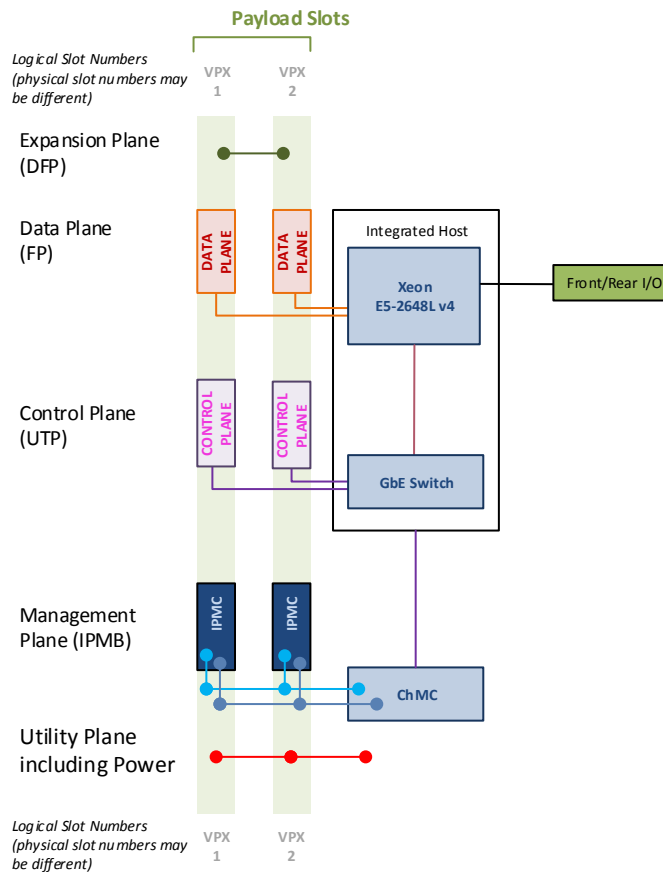 Payload Slots
Logical Slot Numbers
(physical slot numbers may
be different)
VPX
1
VPX
2
Expansion Plane
(DFP)
Data Plane
(FP)
DATA
PLANE
DATA
PLANE
Integrated Host
Xeon
E5-2648L v4
Front/Rear I/O
Control Plane
(UTP)
CONTROL
PLANE
CONTROL
PLANE
GbE Switch
Management
Plane (IPMB)
IPMC
IPMC
ChMC
Utility Plane
including Power
Logical Slot Numbers
(physical slot numbers may
be different)
VPX
1
VPX
2